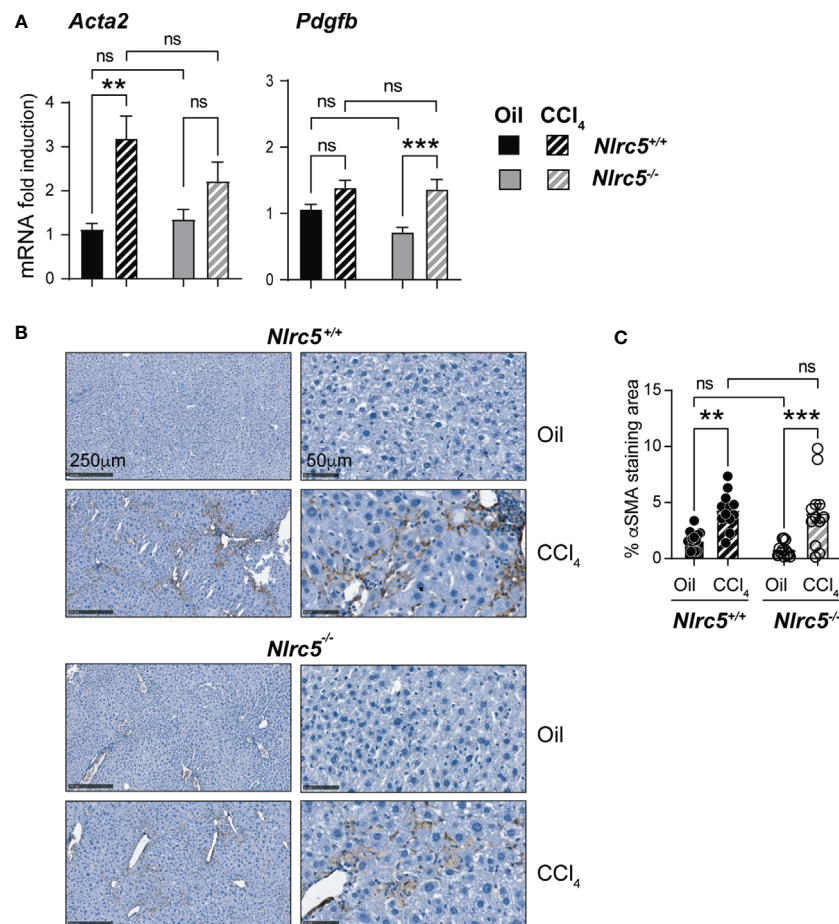 A
Acta2
Pdgfb
ns
ns
**
ns
mRNA fold induction
4
3
2
1
0
ns
ns
ns
***
3
2
1
0
Oil CCl₄
Nlrc5+/+
Nlrc5-/-
B
Nlrc5+/+
250µm
50µm
Oil
CCl₄
Nlrc5-/-
Oil
CCl₄
C
ns
ns
**
***
% αSMA staining area
15
10
5
0
Oil CCl₄ Oil CCl₄
Nlrc5+/+ Nlrc5-/-